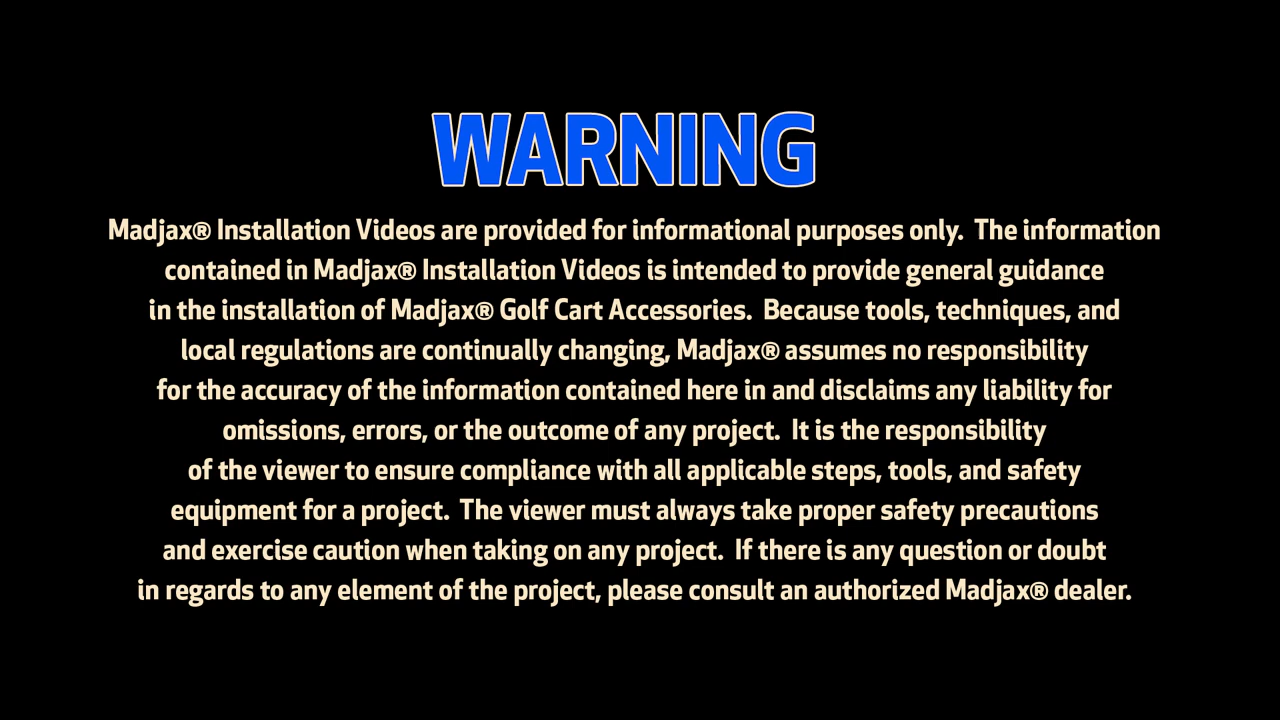 WARNING
Madjax® Installation Videos are provided for informational purposes only.  The information
contained in Madjax® Installation Videos is intended to provide general guidance
in the installation of Madjax® Golf Cart Accessories.  Because tools, techniques, and
local regulations are continually changing, Madjax® assumes no responsibility
for the accuracy of the information contained here in and disclaims any liability for
omissions, errors, or the outcome of any project.  It is the responsibility
of the viewer to ensure compliance with all applicable steps, tools, and safety
equipment for a project.  The viewer must always take proper safety precautions
and exercise caution when taking on any project.  If there is any question or doubt
in regards to any element of the project, please consult an authorized Madjax® dealer.